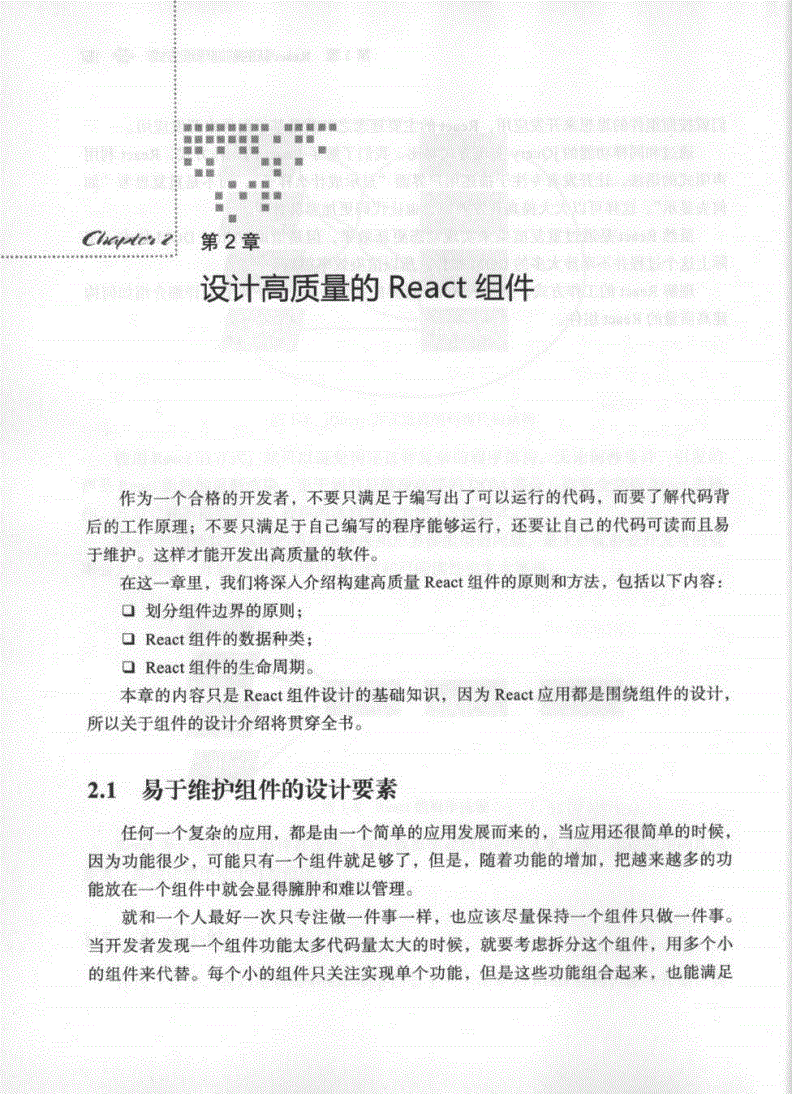 Chapter 2
第2章
设计高质量的 React 组件
作为一个合格的开发者，不要只满足于编写出了可以运行的代码，而要了解代码背
后的工作原理；不要只满足于自己编写的程序能够运行，还要让自己的代码可读而且易
于维护。这样才能开发出高质量的软件。
在这一章里，我们将深入介绍构建高质量 React 组件的原则和方法，包括以下内容：
❑ 划分组件边界的原则；
❑ React 组件的数据种类；
❑ React 组件的生命周期。
本章的内容只是 React 组件设计的基础知识，因为 React 应用都是围绕组件的设计，
所以关于组件的设计介绍将贯穿全书。
2.1 易于维护组件的设计要素
任何一个复杂的应用，都是由一个简单的应用发展而来的，当应用还很简单的时候，
因为功能很少，可能只有一个组件就足够了，但是，随着功能的增加，把越来越多的功
能放在一个组件中就会显得臃肿和难以管理。
就和一个人最好一次只专注做一件事一样，也应该尽量保持一个组件只做一件事。
当开发者发现一个组件功能太多代码量太大的时候，就要考虑拆分这个组件，用多个小
的组件来代替。每个小的组件只关注实现单个功能，但是这些功能组合起来，也能满足